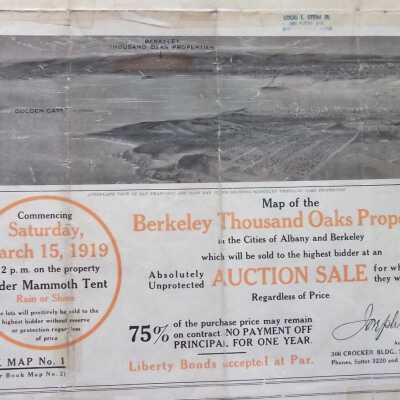 BERKELEY
THOUSAND OAKS PROPERTIES
GOLDEN GATE
Commencing
Saturday,
arch 15, 1919
2 p. m. on the property
der Mammoth Tent
Rain or Shine
lots will positively be sold to the
highest bidder without reserve
or protection regardless
of price
MAP No. 1
Book Map No. 2)
Map of the
Berkeley Thousand Oaks Prope
in the Cities of Albany and Berkeley
which will be sold to the highest bidder at an
Absolutely
Unprotected
AUCTION SALE
for wh
they w
Regardless of Price
75% of the purchase price may remain
on contract NO PAYMENT OFF
PRINCIPAL FOR ONE YEAR.
Liberty Bonds accepted at Par.
Joseph
Au
306 CROCKER BLDG.
Phones, Sutter 3220 and